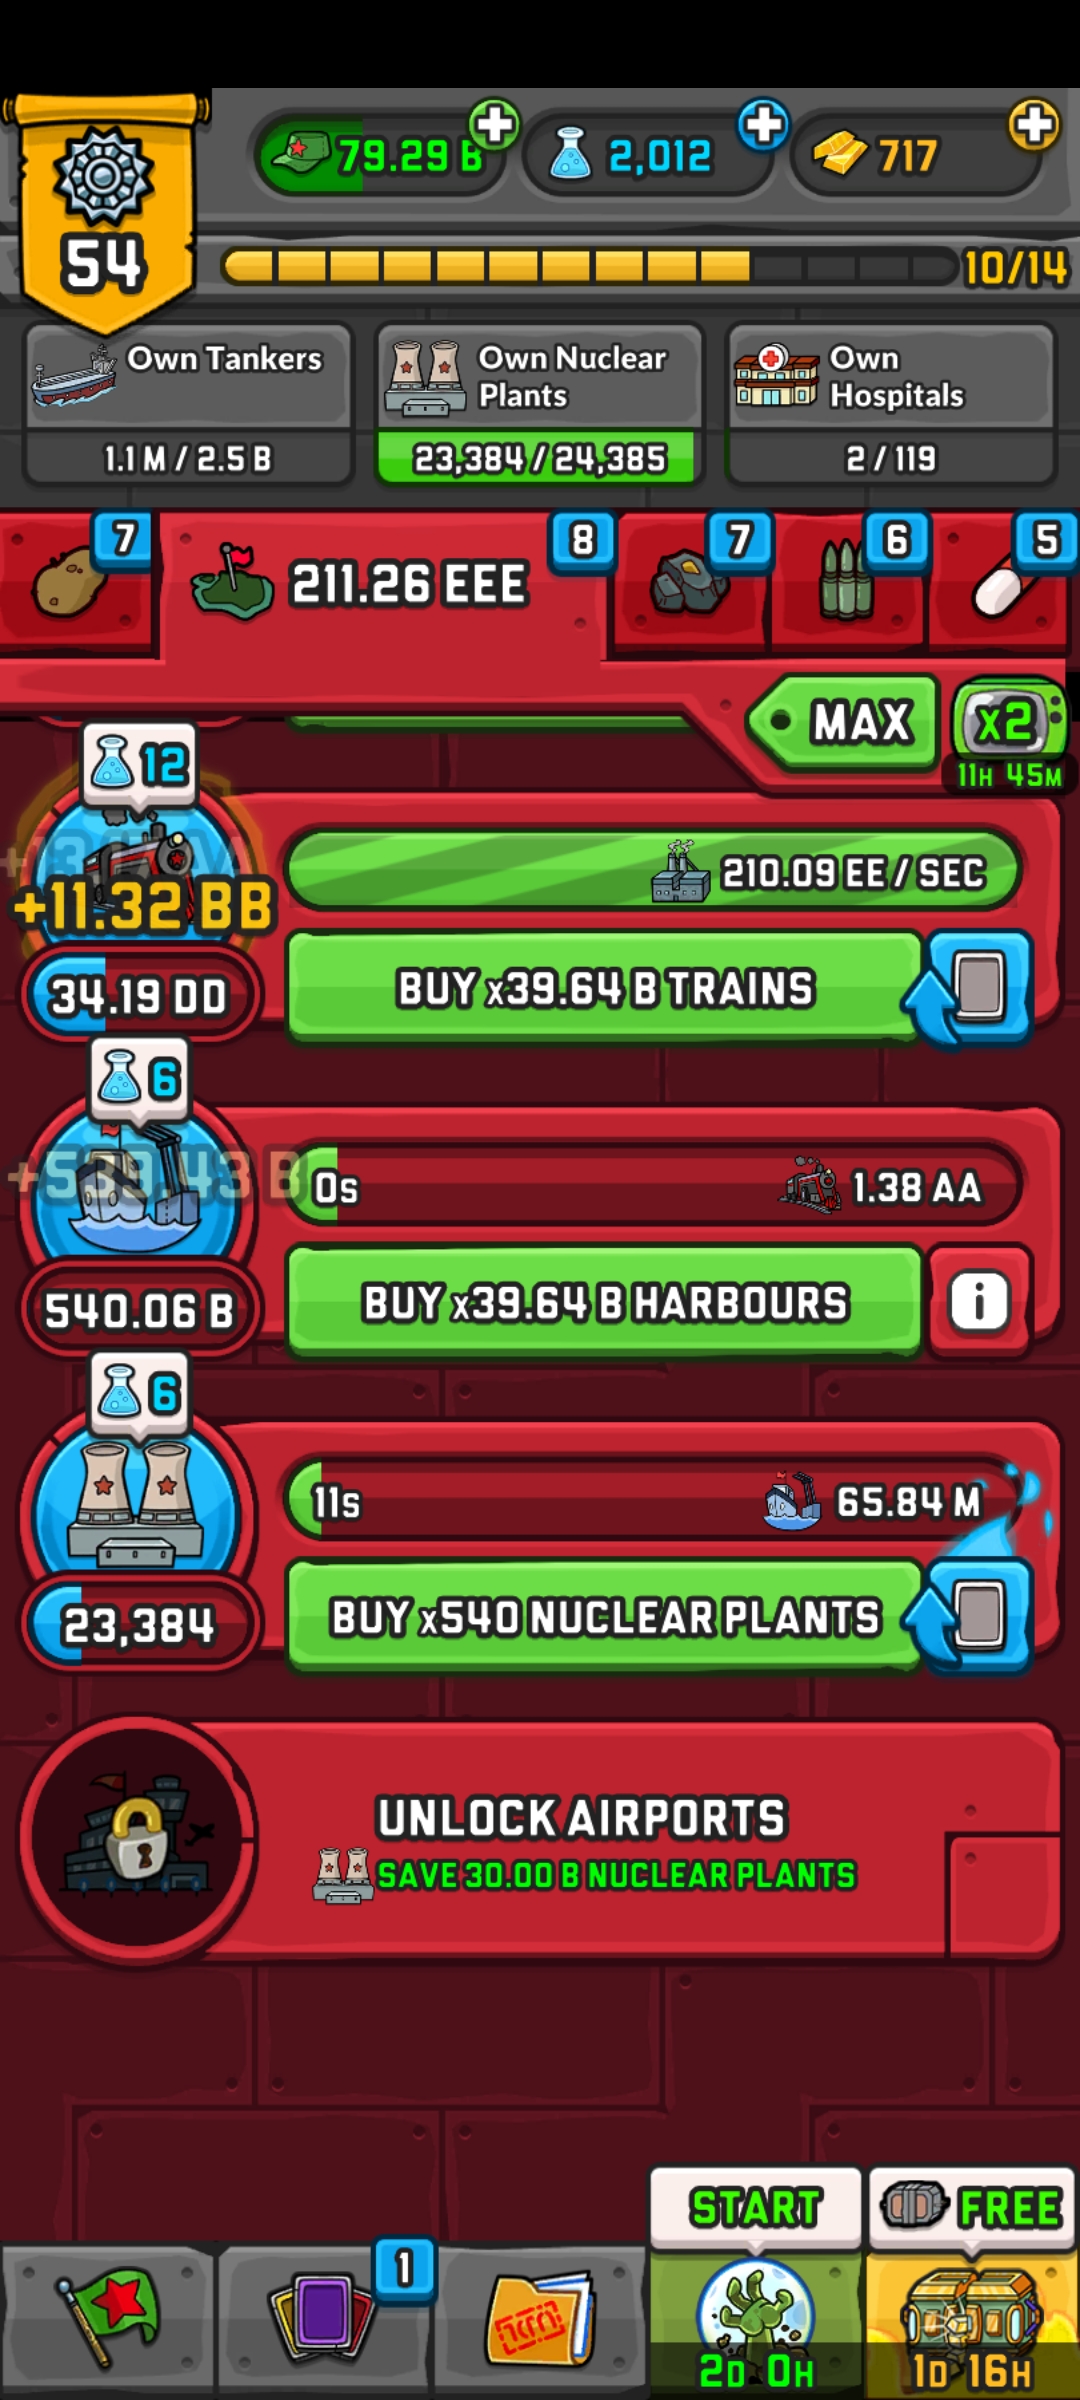 79.29 B
2,012
717
54
10/14
Own Tankers
1.1 M / 2.5 B
Own Nuclear
Plants
23,384 / 24,385
Own
Hospitals
2 / 119
7
211.26 EEE
8
7
6
5
MAX
x2
11H 45M
12
+11.32 BB
210.09 EE / SEC
34.19 DD
BUY x39.64 B TRAINS
6
+539.43 B
0s
1.38 AA
540.06 B
BUY x39.64 B HARBOURS
i
6
11s
65.84 M
23,384
BUY x540 NUCLEAR PLANTS
UNLOCK AIRPORTS
SAVE 30.00 B NUCLEAR PLANTS
START
FREE
1
2D 0H
1D 16H